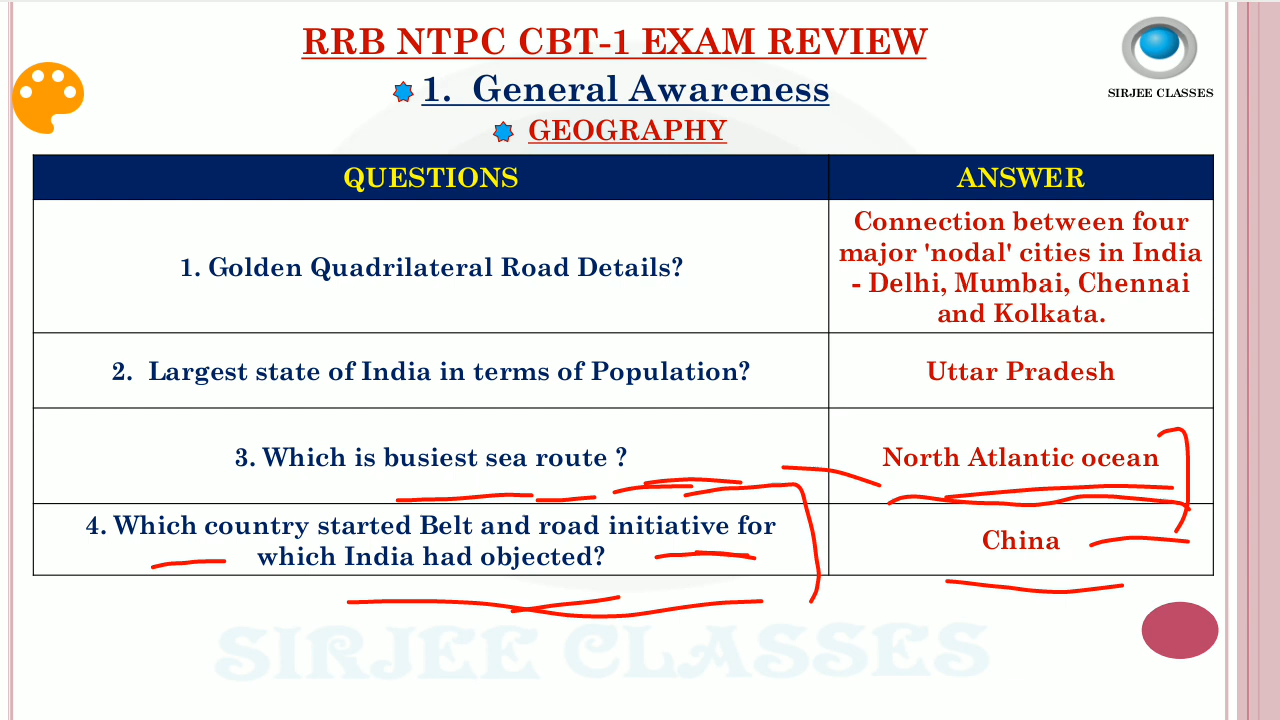 RRB NTPC CBT-1 EXAM REVIEW
1. General Awareness
GEOGRAPHY
SIRJEE CLASSES
QUESTIONS
ANSWER
1. Golden Quadrilateral Road Details?
Connection between four
major 'nodal' cities in India
- Delhi, Mumbai, Chennai
and Kolkata.
2. Largest state of India in terms of Population?
Uttar Pradesh
3. Which is busiest sea route ?
North Atlantic ocean
4. Which country started Belt and road initiative for
which India had objected?
China
SIRJEE CLASSES